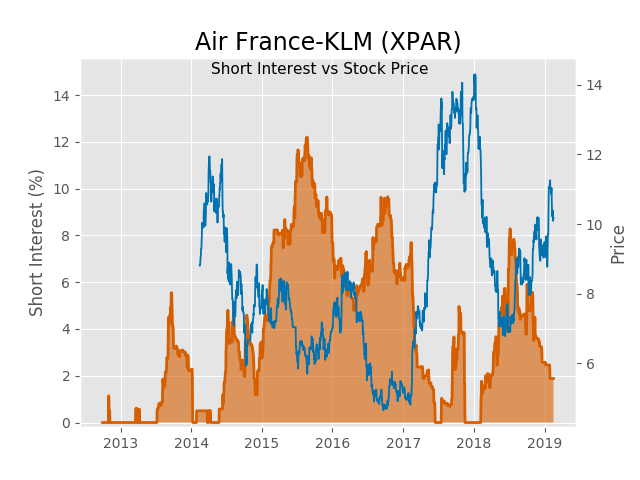 Air France-KLM (XPAR)
Short Interest vs Stock Price
Short Interest (%)
14
12
10
8
6
4
2
0
14
12
10
8
6
Price
2013 2014 2015 2016 2017 2018 2019